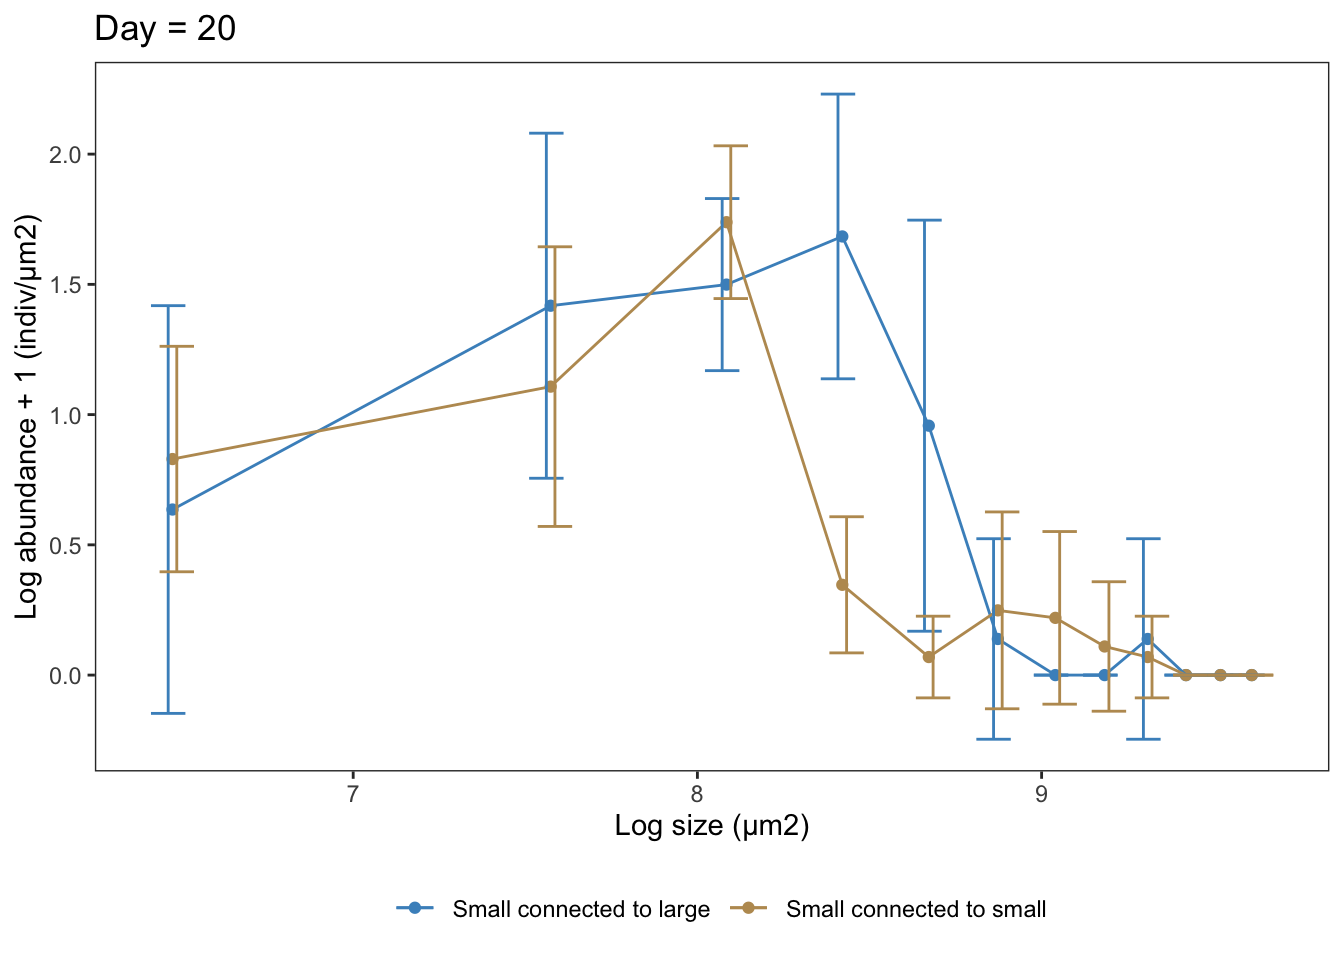 Day = 20
Log abundance + 1 (indiv/μm2)
2.0
1.5
1.0
0.5
0.0
7 8 9
Log size (μm2)
Small connected to large Small connected to small